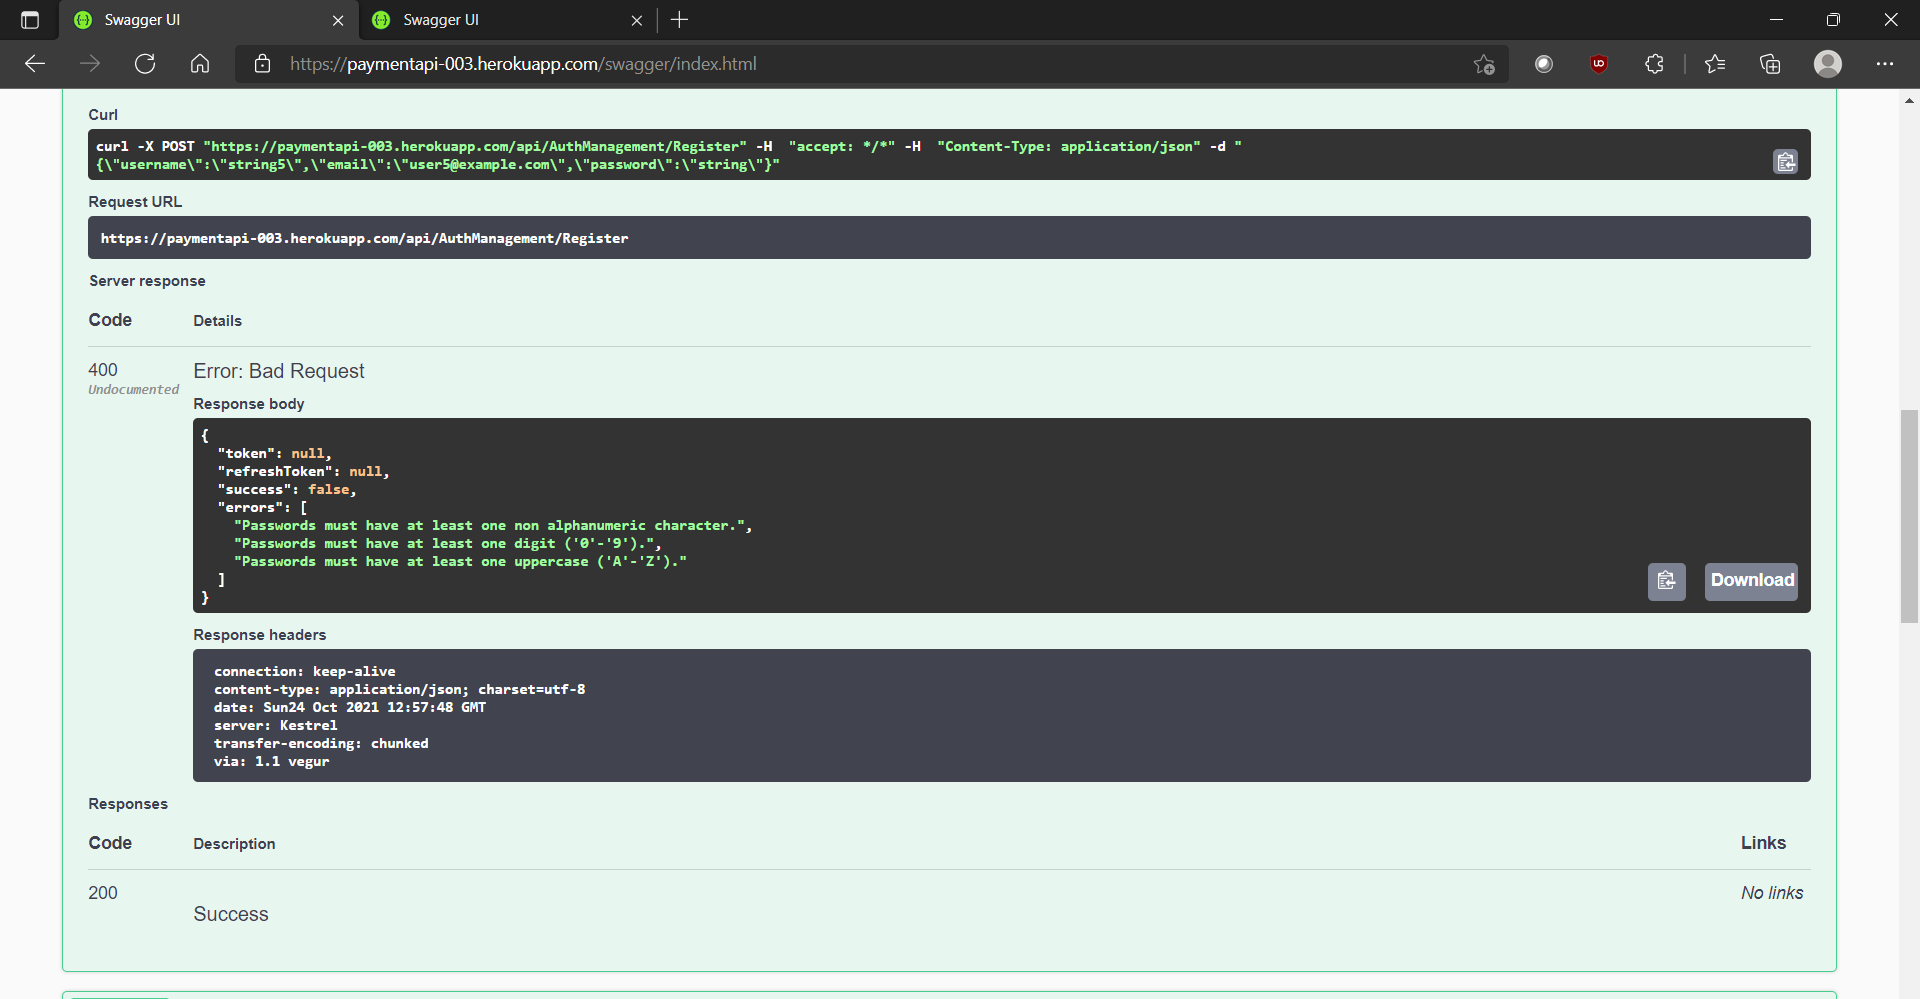 Swagger UI
Swagger UI
https://paymentapi-003.herokuapp.com/swagger/index.html
Curl
curl -X POST "https://paymentapi-003.herokuapp.com/api/AuthManagement/Register" -H  "accept: */*" -H  "Content-Type: application/json" -d "
{\"username\":\"string5\",\"email\":\"user5@example.com\",\"password\":\"string\"}"
Request URL
https://paymentapi-003.herokuapp.com/api/AuthManagement/Register
Server response
Code Details
400 Error: Bad Request
Undocumented
Response body
{
  "token": null,
  "refreshToken": null,
  "success": false,
  "errors": [
    "Passwords must have at least one non alphanumeric character.",
    "Passwords must have at least one digit ('0'-'9').",
    "Passwords must have at least one uppercase ('A'-'Z')."
  ]
}
Download
Response headers
connection: keep-alive
content-type: application/json; charset=utf-8
date: Sun24 Oct 2021 12:57:48 GMT
server: Kestrel
transfer-encoding: chunked
via: 1.1 vegur
Responses
Code Description Links
200 No links
Success